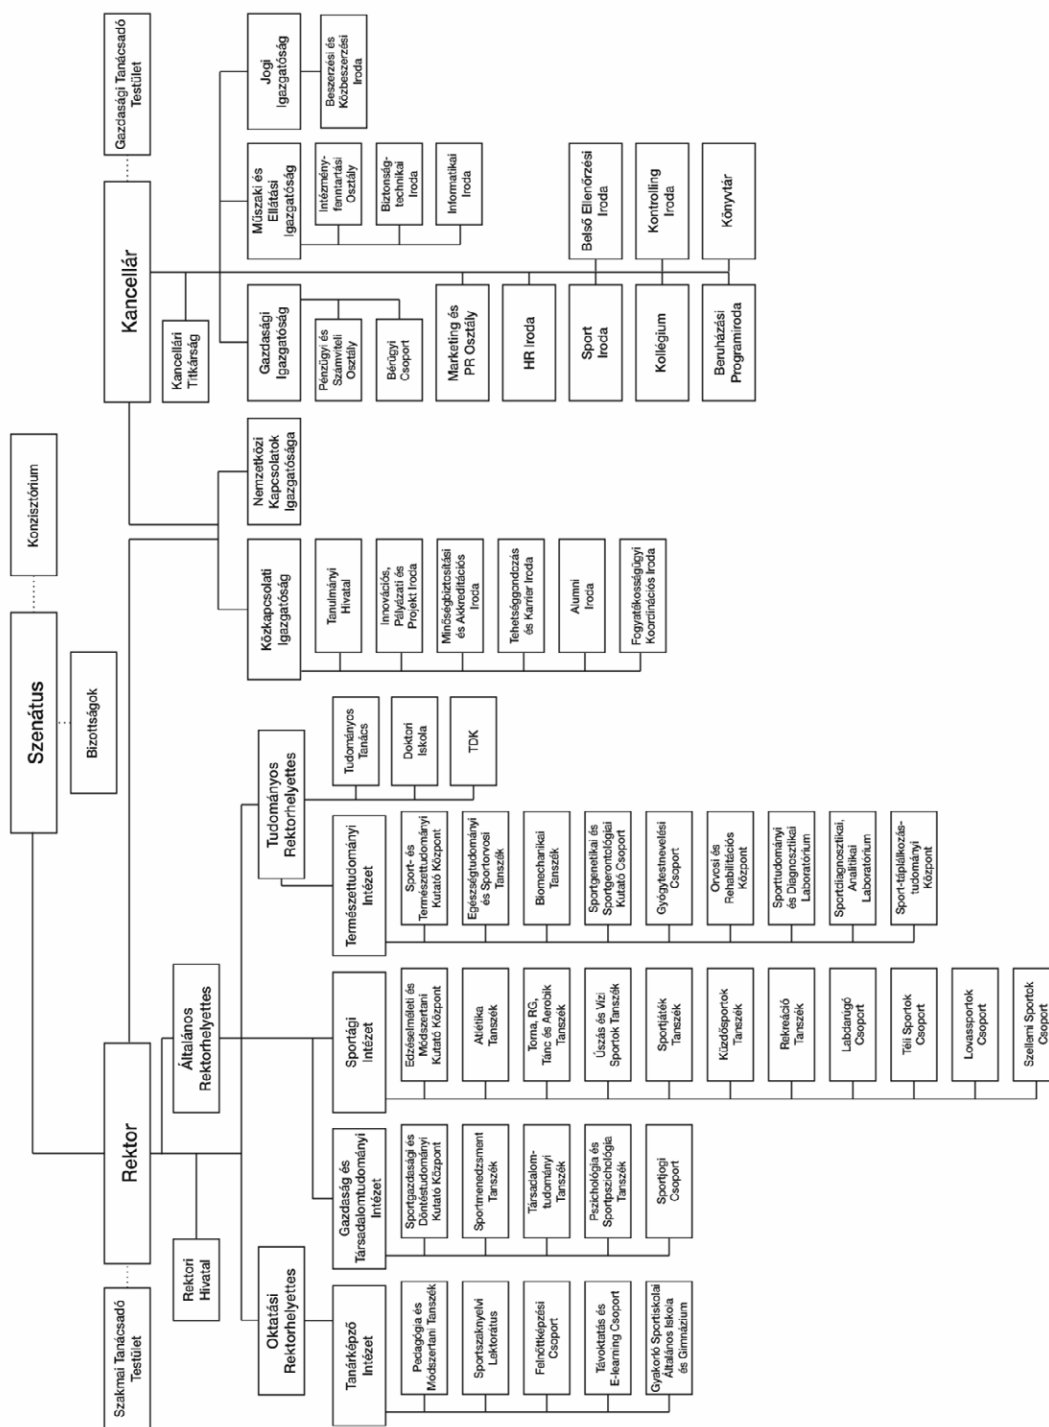 Szenátus
Konzisztórium
Bizottságok
Szakmai Tanácsadó
Testület
Rektor
Kancellár
Gazdasági Tanácsadó
Testület
Rektori
Hivatal
Általános
Rektorhelyettes
Kancellári
Titkárság
Oktatási
Rektorhelyettes
Tudományos
Rektorhelyettes
Tanárképző
Intézet
Pedagógia és
Módszertani Tanszék
Sportszaknyelvi
Lektorátus
Felnőttképzési
Csoport
Távoktatás és
E-learning Csoport
Gyakorló Sportiskolai
Általános Iskola
és Gimnázium
Gazdaság és
Társadalomtudományi
Intézet
Sportgazdasági és
Döntéstudományi
Kutató Központ
Sportmenedzsment
Tanszék
Társadalom-
tudományi
Tanszék
Pszichológia és
Sportpszichológia
Tanszék
Sportjogi
Csoport
Sportági
Intézet
Edzéselméleti és
Módszertani
Kutató Központ
Atlétika
Tanszék
Torna, RG,
Tánc és Aerobik
Tanszék
Úszás és Vízi
Sportok Tanszék
Sportjáték
Tanszék
Küzdősportok
Tanszék
Rekreáció
Tanszék
Labdarúgó
Csoport
Téli Sportok
Csoport
Lovassportok
Csoport
Szellemi Sportok
Csoport
Természettudományi
Intézet
Sport- és
Természettudományi
Kutató Központ
Egészségtudományi
és Sportorvosi
Tanszék
Biomechanikai
Tanszék
Sportgenetikai és
Sportgerontológiai
Kutató Csoport
Gyógytestnevelési
Csoport
Orvosi és
Rehabilitációs
Központ
Sporttudományi
és Diagnosztikai
Laboratórium
Sportdiagnosztikai,
Analitikai
Laboratórium
Sport-táplálkozás-
tudományi
Központ
Tudományos
Tanács
Doktori
Iskola
TDK
Közkapcsolati
Igazgatóság
Tanulmányi
Hivatal
Innovációs,
Pályázati és
Projekt Iroda
Minőségbiztosítási
és Akkreditációs
Iroda
Tehetséggondozás
és Karrier Iroda
Alumni
Iroda
Fogyatékosságügyi
Koordinációs Iroda
Nemzetközi
Kapcsolatok
Igazgatósága
Gazdasági
Igazgatóság
Pénzügyi és
Számviteli
Osztály
Bérügyi
Csoport
Műszaki és
Ellátási
Igazgatóság
Intézmény-
fenntartási
Osztály
Biztonság-
technikai
Iroda
Informatikai
Iroda
Jogi
Igazgatóság
Beszerzési és
Közbeszerzési
Iroda
Marketing és
PR Osztály
HR Iroda
Sport
Iroda
Belső Ellenőrzési
Iroda
Kollégium
Kontrolling
Iroda
Beruházási
Programiroda
Könyvtár